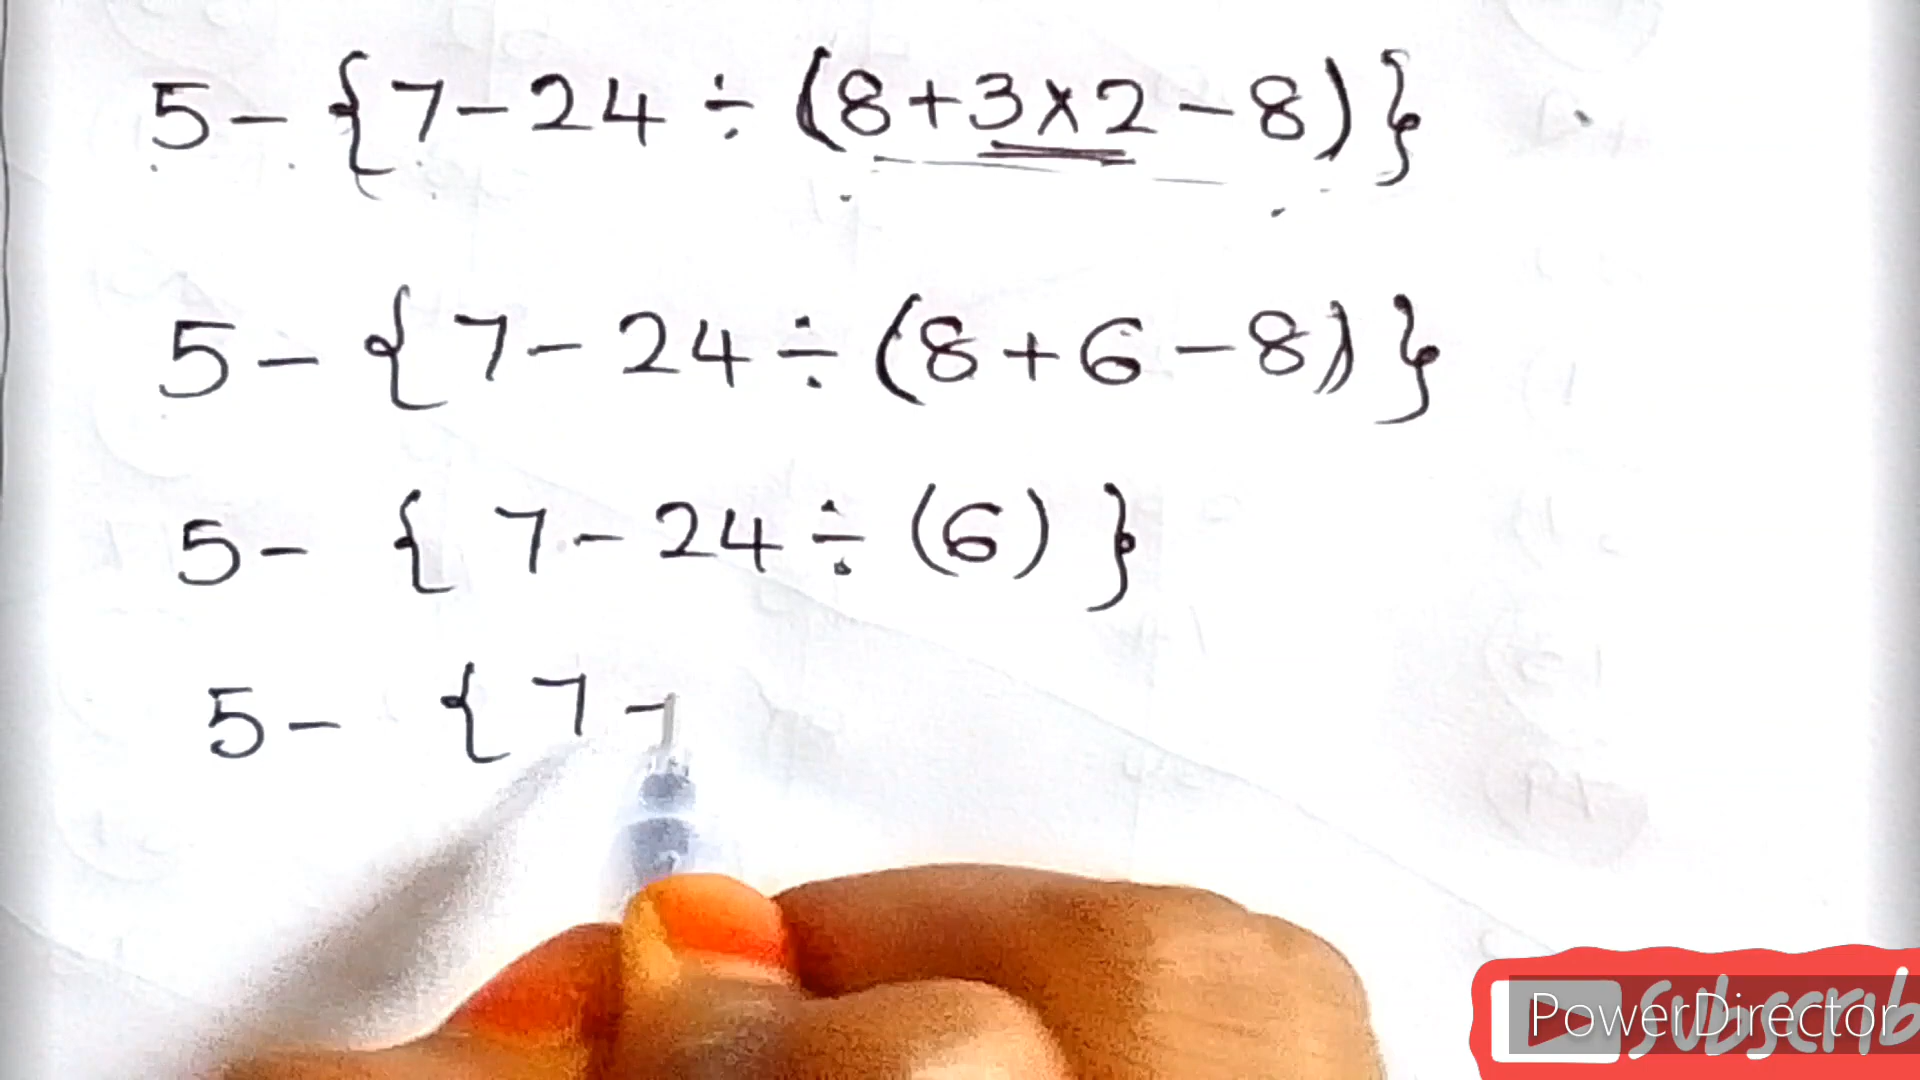 5 - {7 - 24 ÷ (8 + 3 × 2 - 8)}
5 - {7 - 24 ÷ (8 + 6 - 8)}
5 - {7 - 24 ÷ (6)}
5 - {7 -
PowerDirector